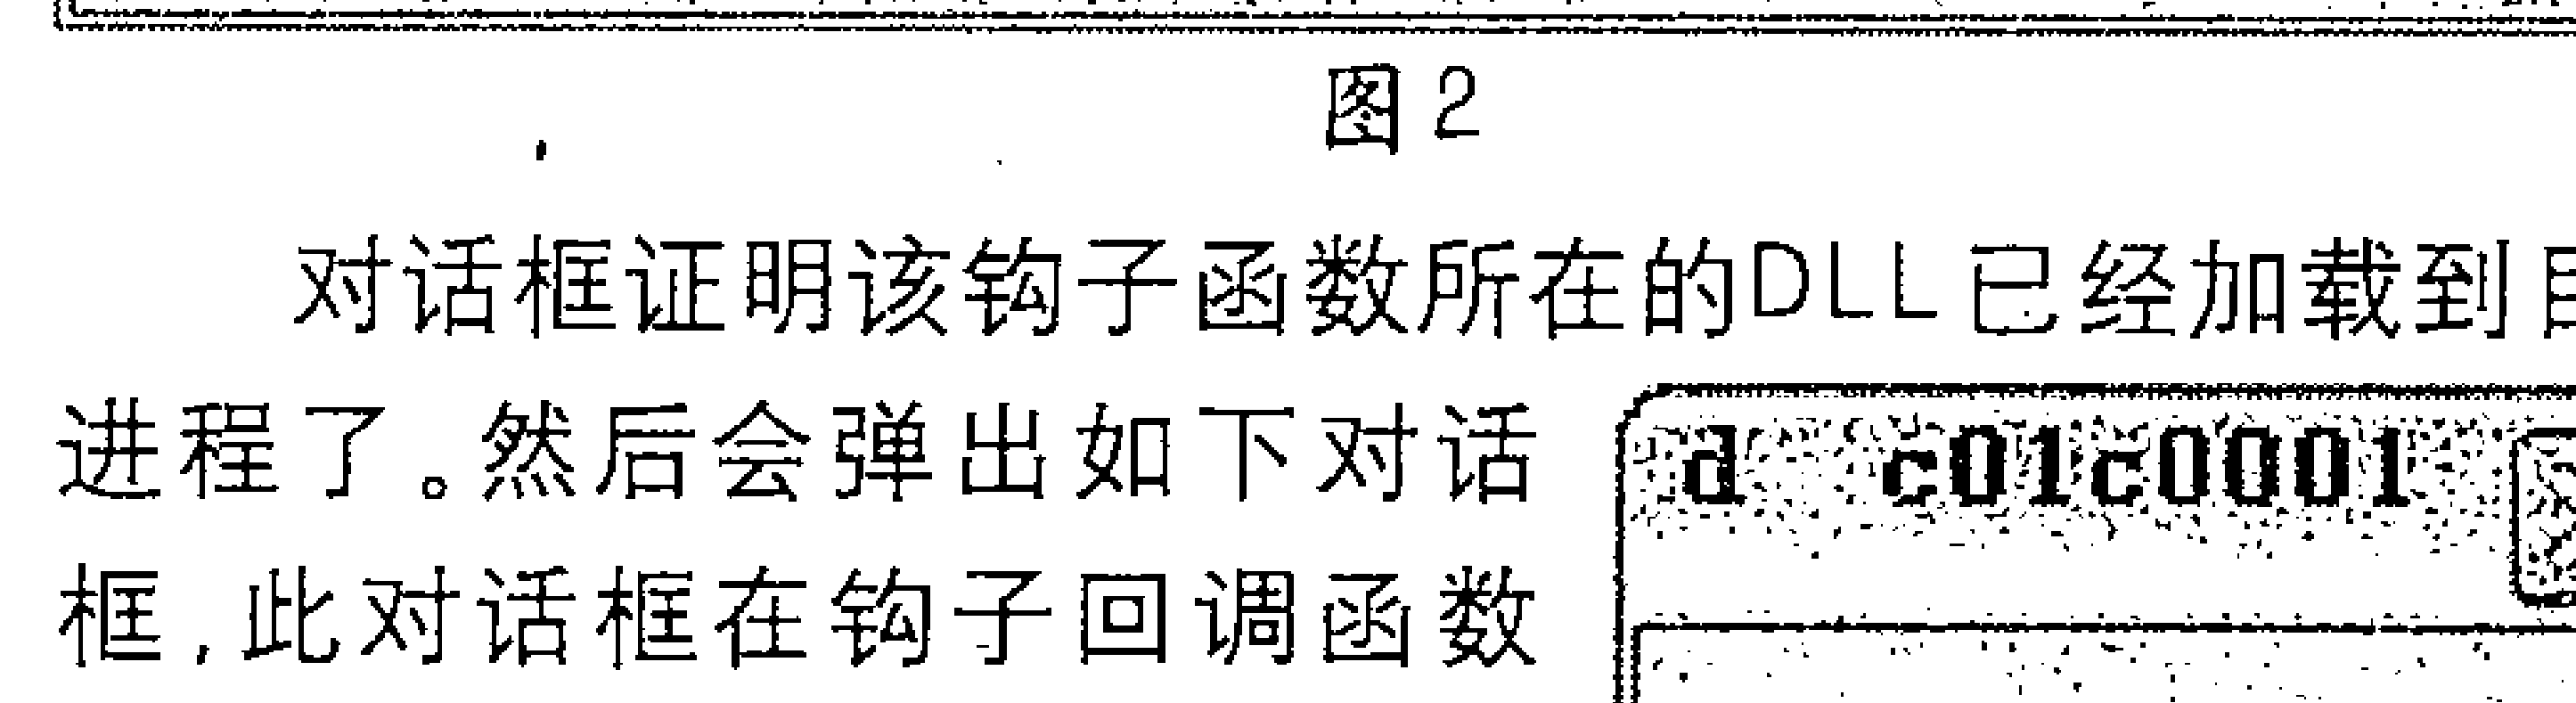 图2
对话框证明该钩子函数所在的DLL已经加载到
进程了。然后会弹出如下对话
框,此对话框在钩子回调函数
d c01c0001